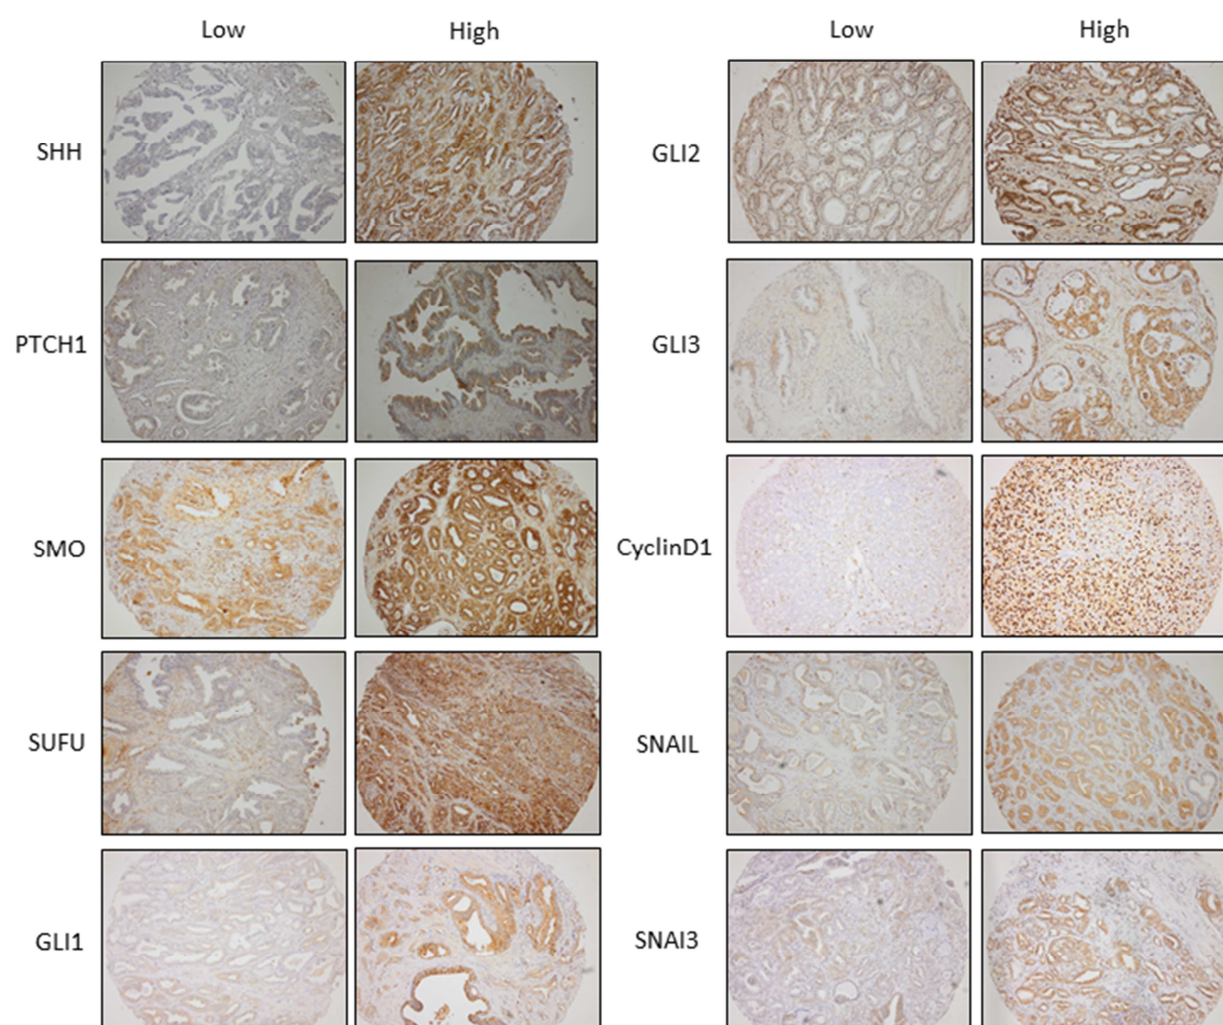 Low High Low High
SHH GLI2
PTCH1 GLI3
SMO CyclinD1
SUFU SNAIL
GLI1 SNAI3